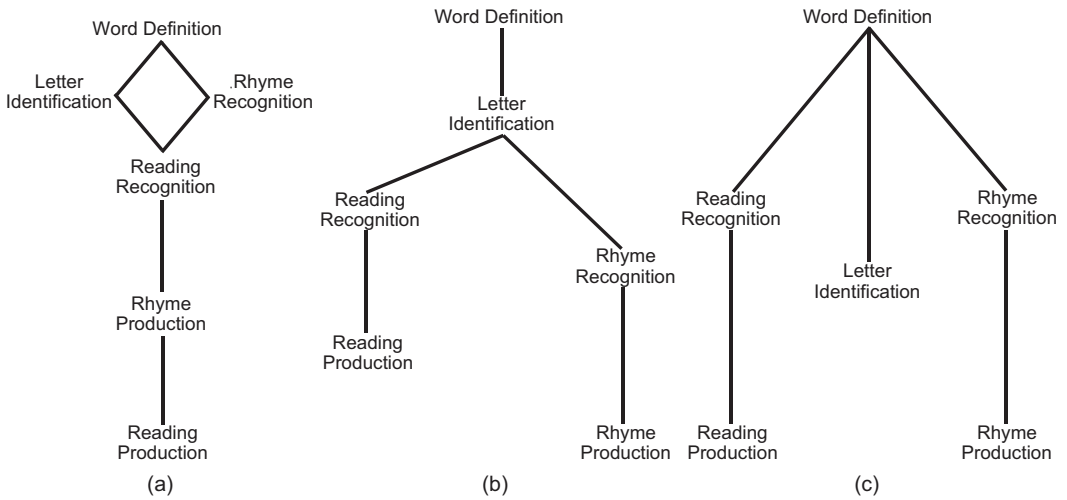 Word Definition
Letter
Identification
.Rhyme
Recognition
Reading
Recognition
Rhyme
Production
Reading
Production
(a)
Word Definition
Letter
Identification
Reading
Recognition
Rhyme
Recognition
Reading
Production
Rhyme
Production
(b)
Word Definition
Reading
Recognition
Rhyme
Recognition
Letter
Identification
Reading
Production
Rhyme
Production
(c)